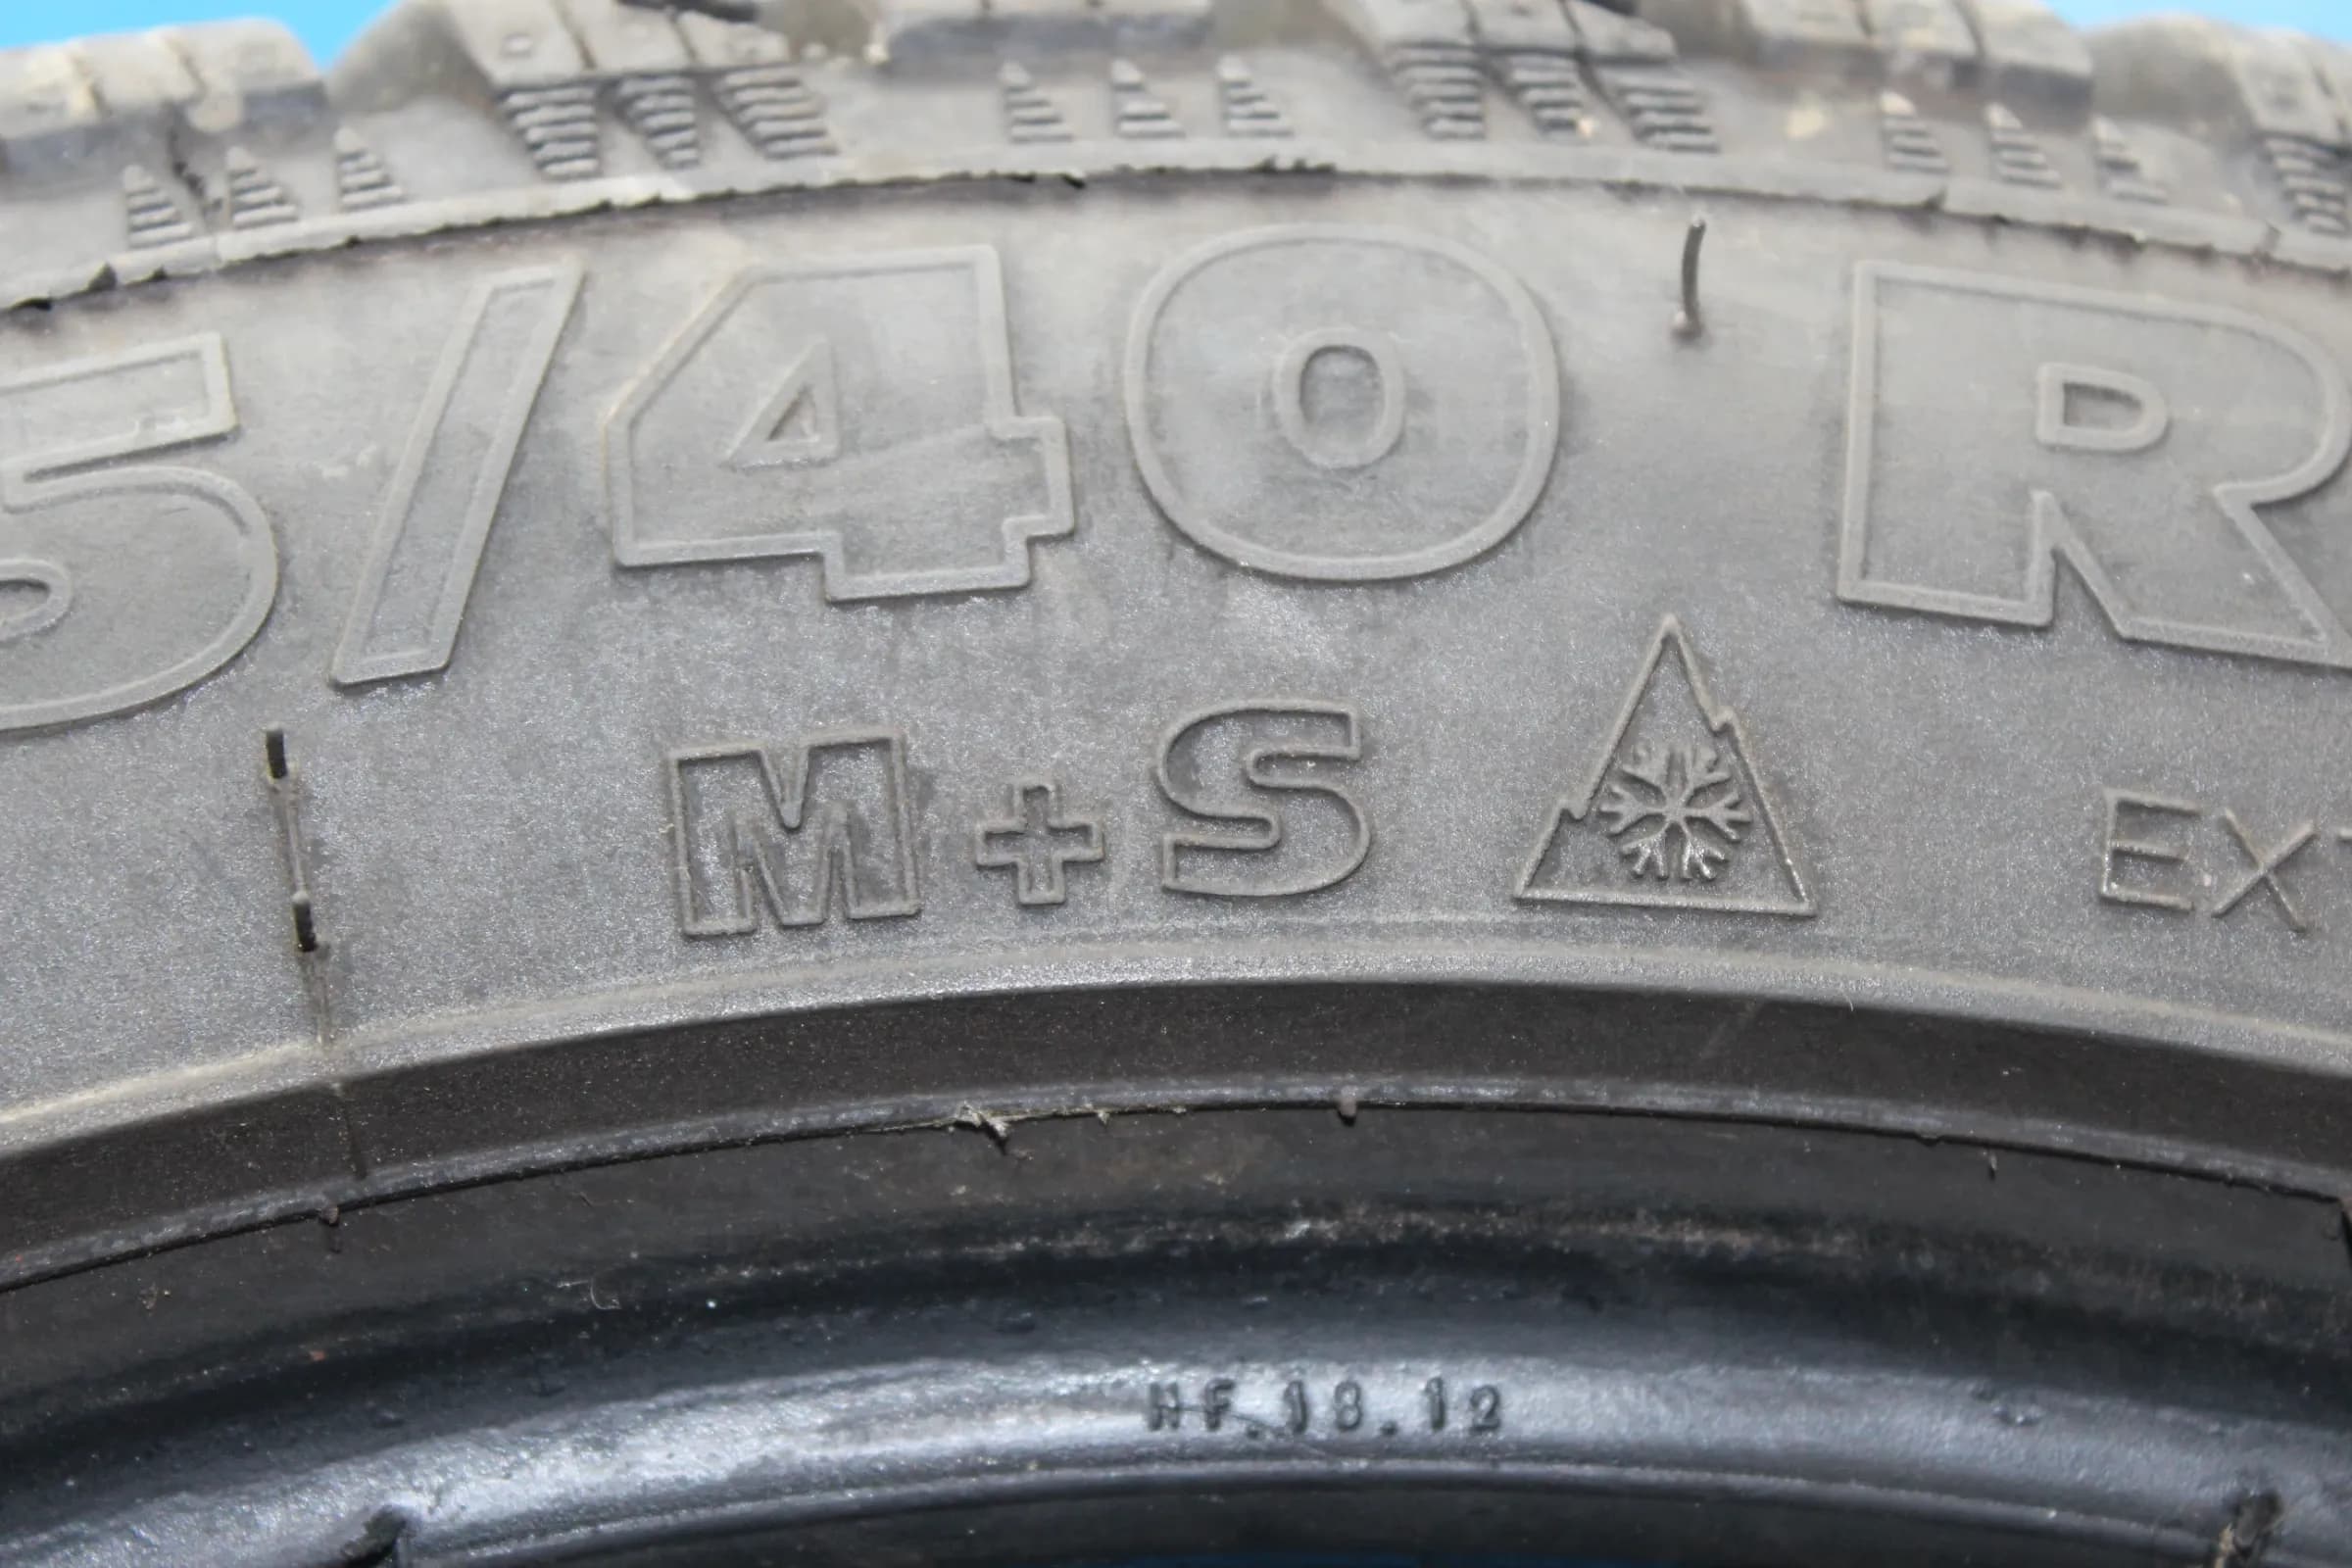 5/40 R
M+S
EXT
HF.18.12